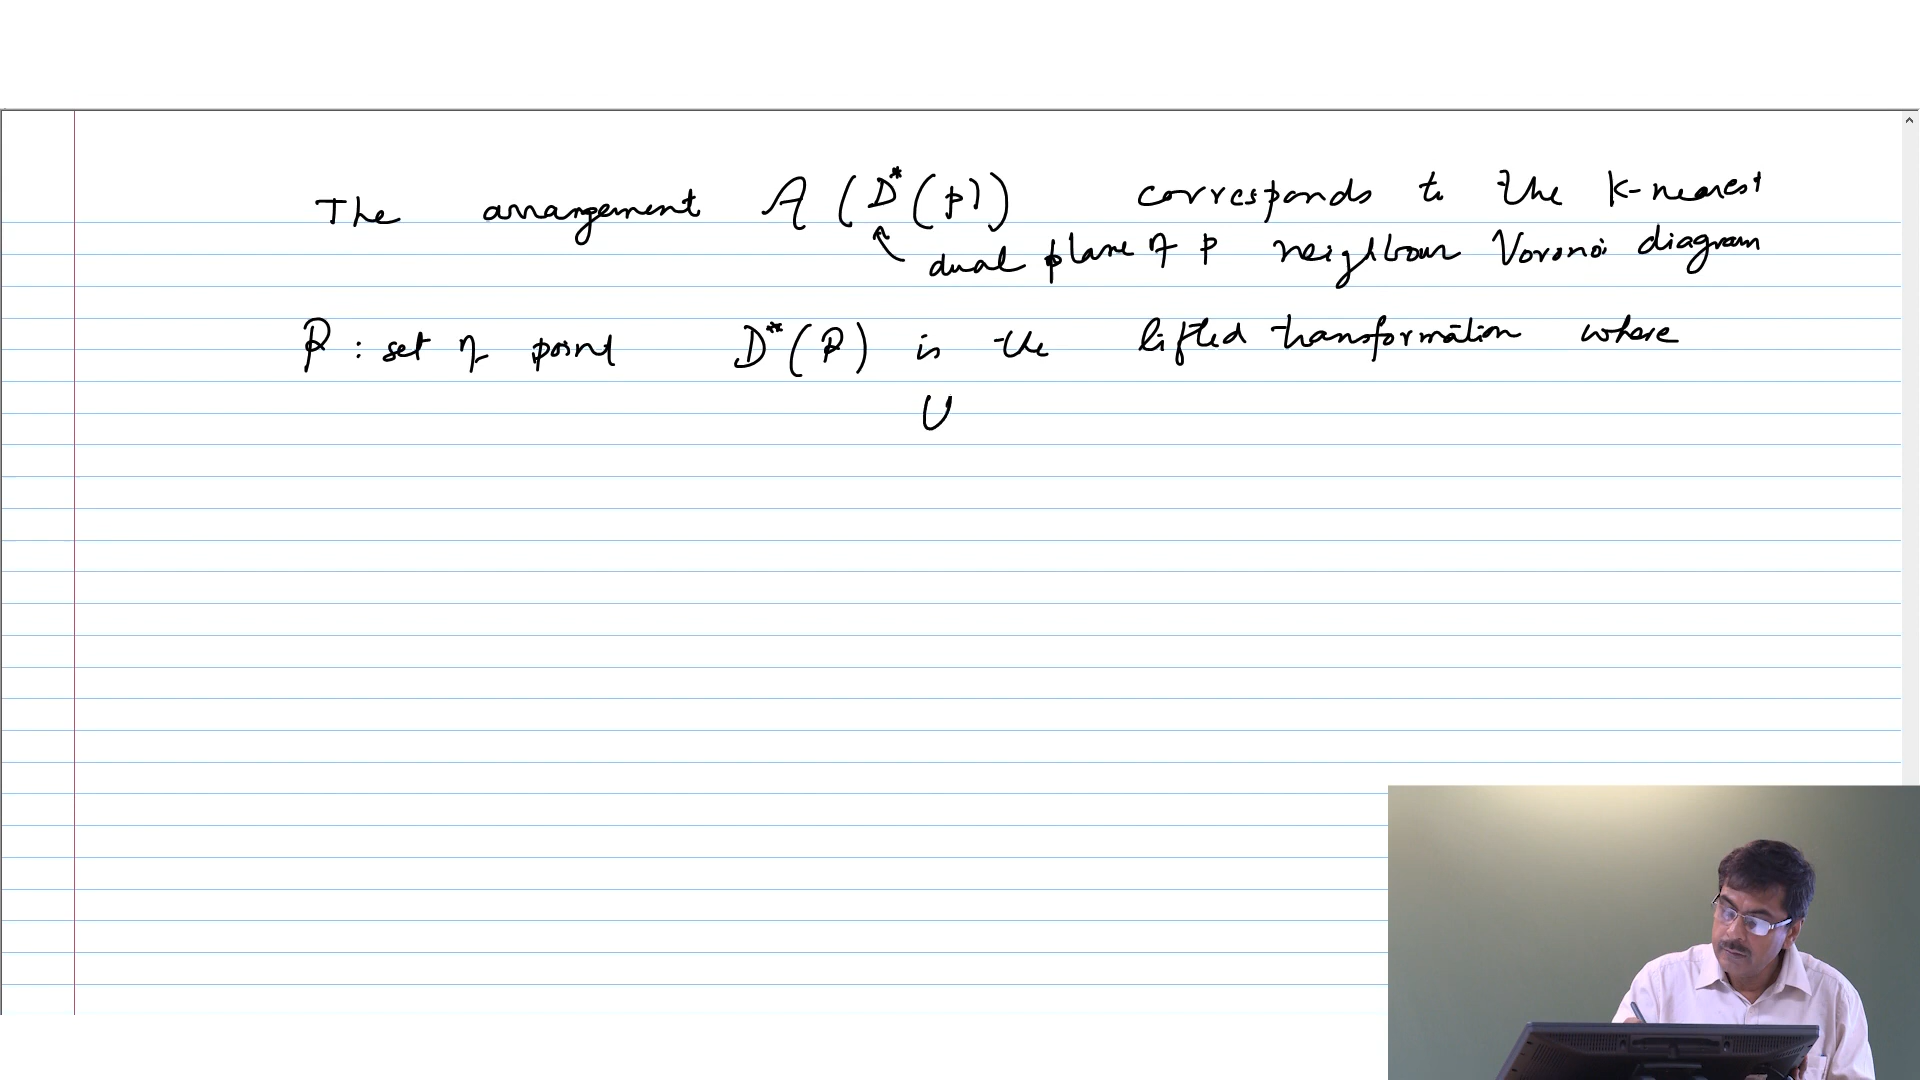 The arrangement A (D*(p)) corresponds to the K-nearest
dual plane of p neighbour Voronoi diagram
P : set of point D*(P) is the lifted transformation where
U